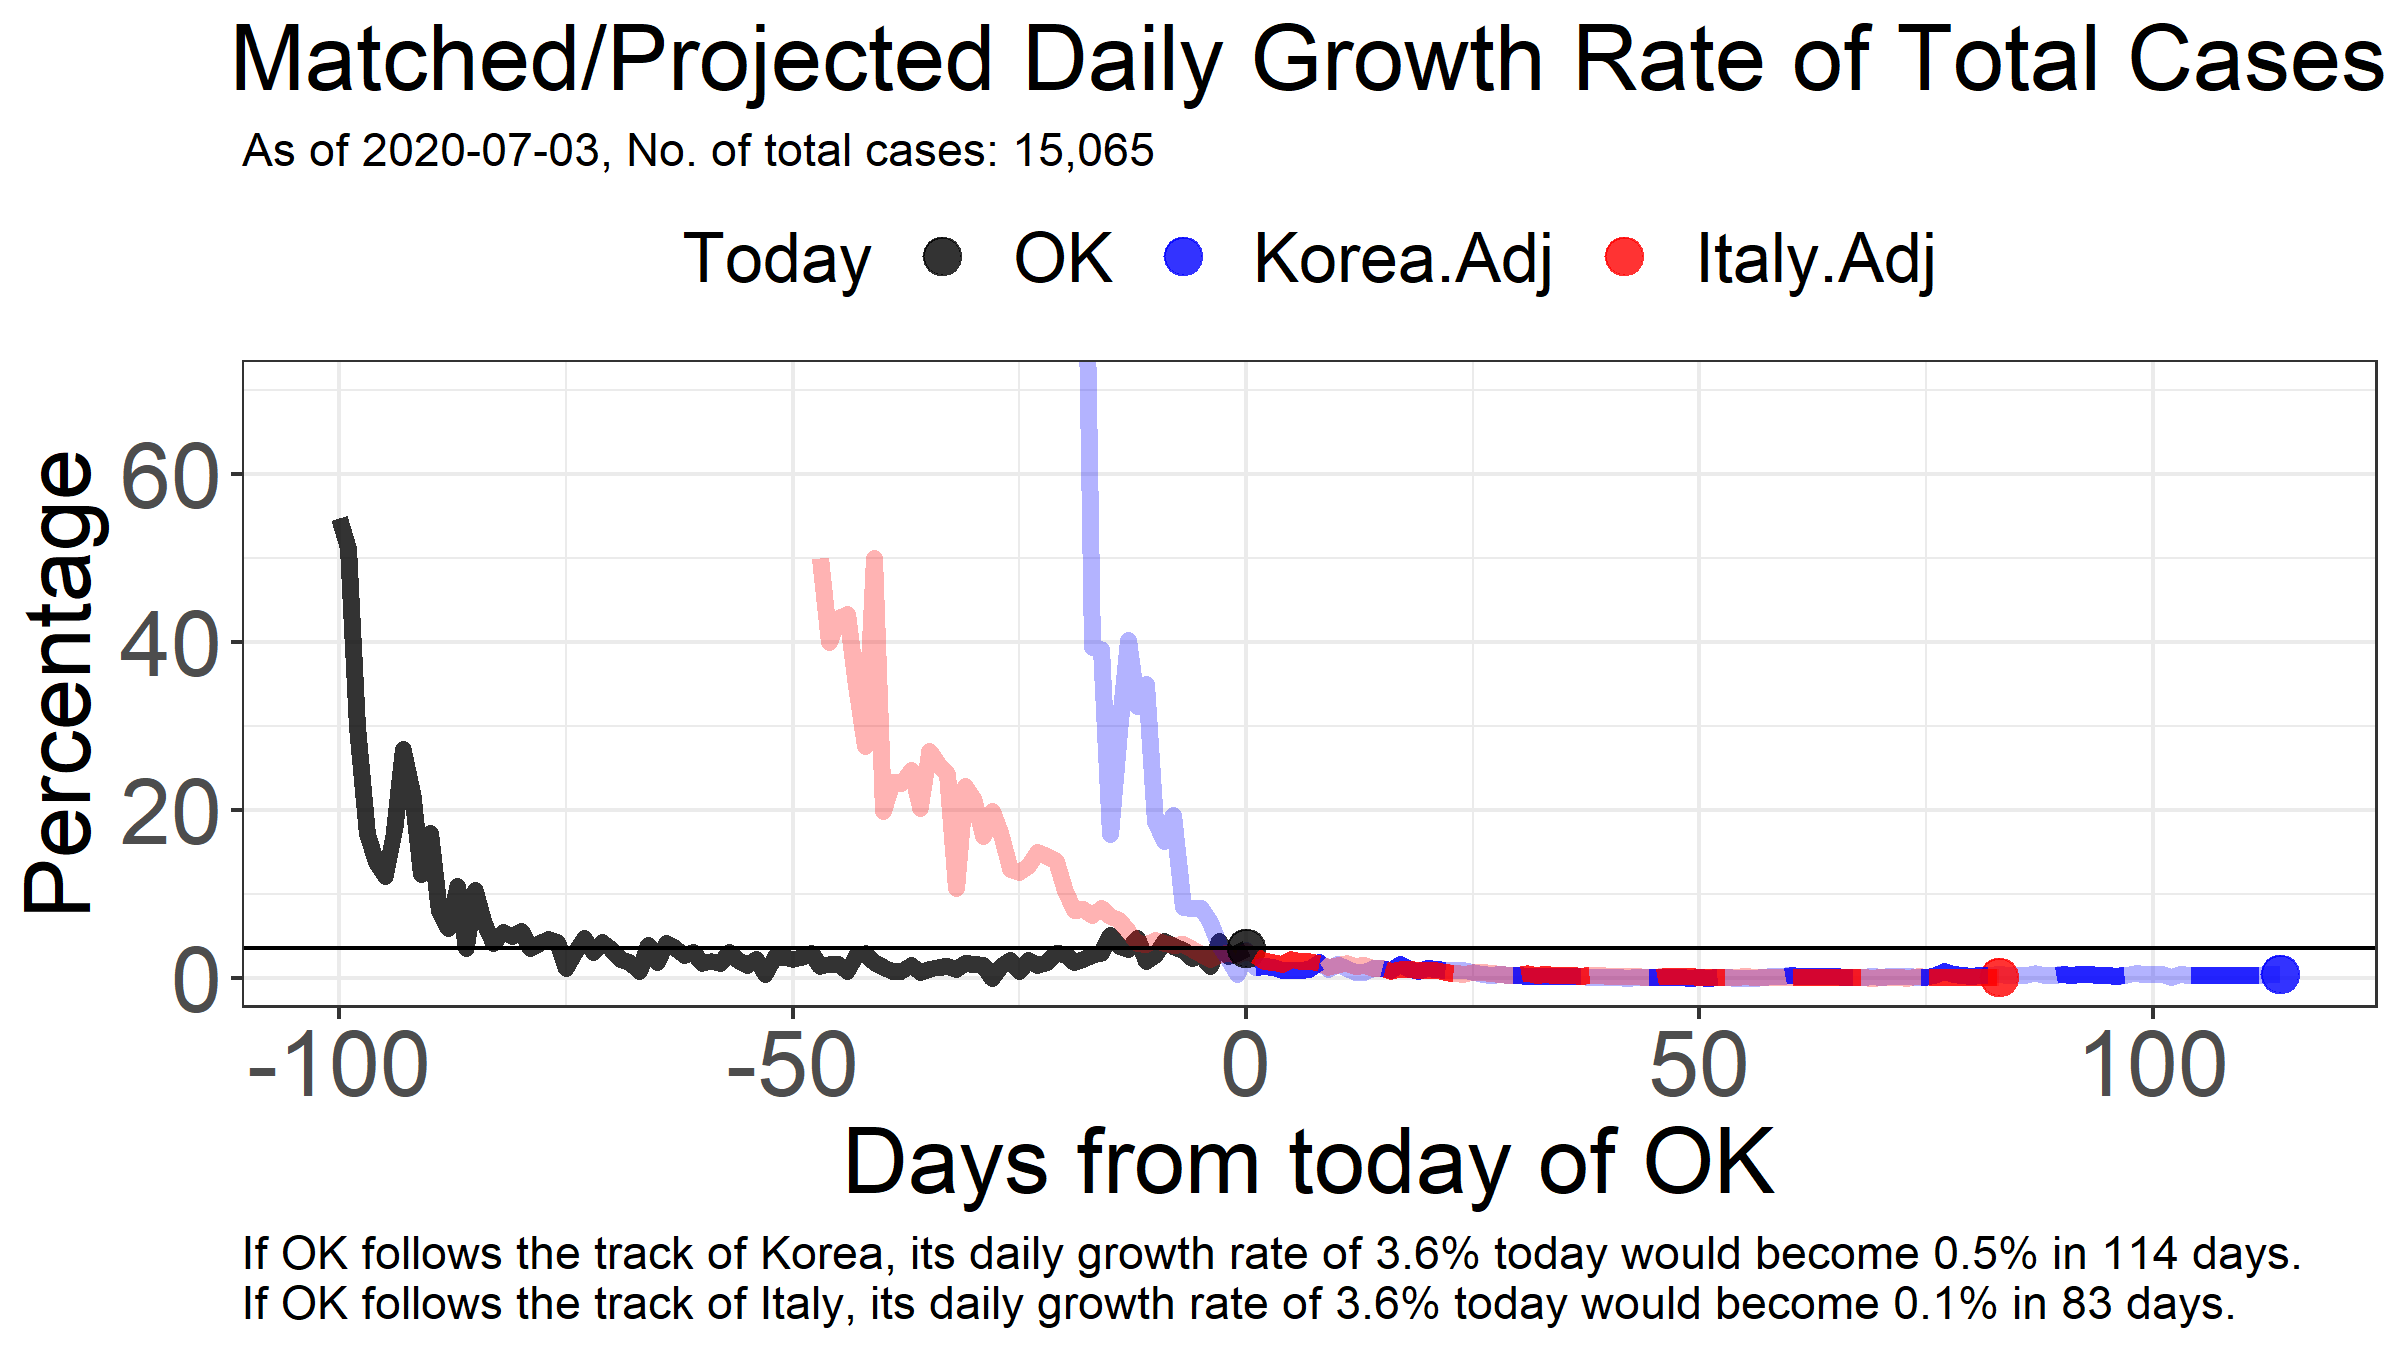 Matched/Projected Daily Growth Rate of Total Cases
As of 2020-07-03, No. of total cases: 15,065
Today OK Korea.Adj Italy.Adj
Percentage
60
40
20
0
-100 -50 0 50 100
Days from today of OK
If OK follows the track of Korea, its daily growth rate of 3.6% today would become 0.5% in 114 days.
If OK follows the track of Italy, its daily growth rate of 3.6% today would become 0.1% in 83 days.